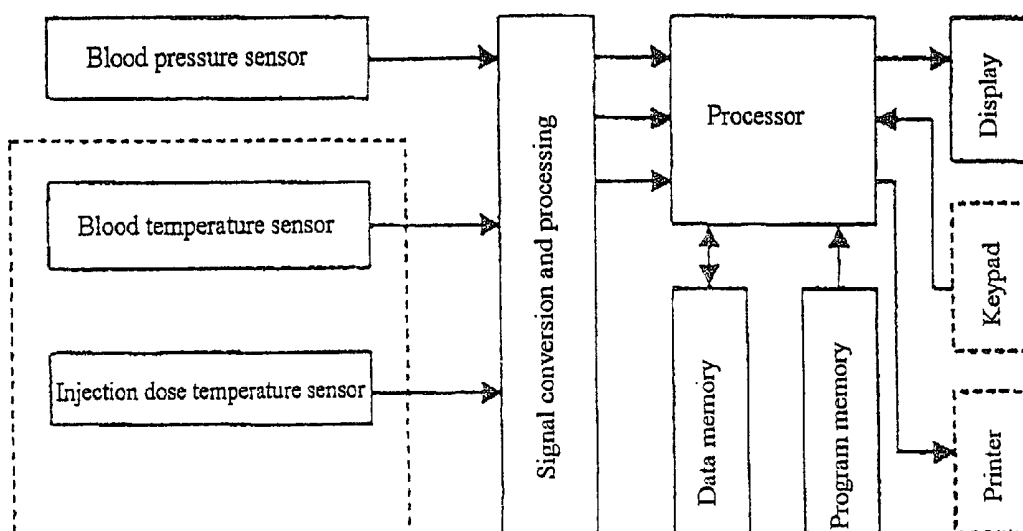 Blood pressure sensor
Blood temperature sensor
Injection dose temperature sensor
Signal conversion and processing
Processor
Data memory
Program memory
Display
Keypad
Printer